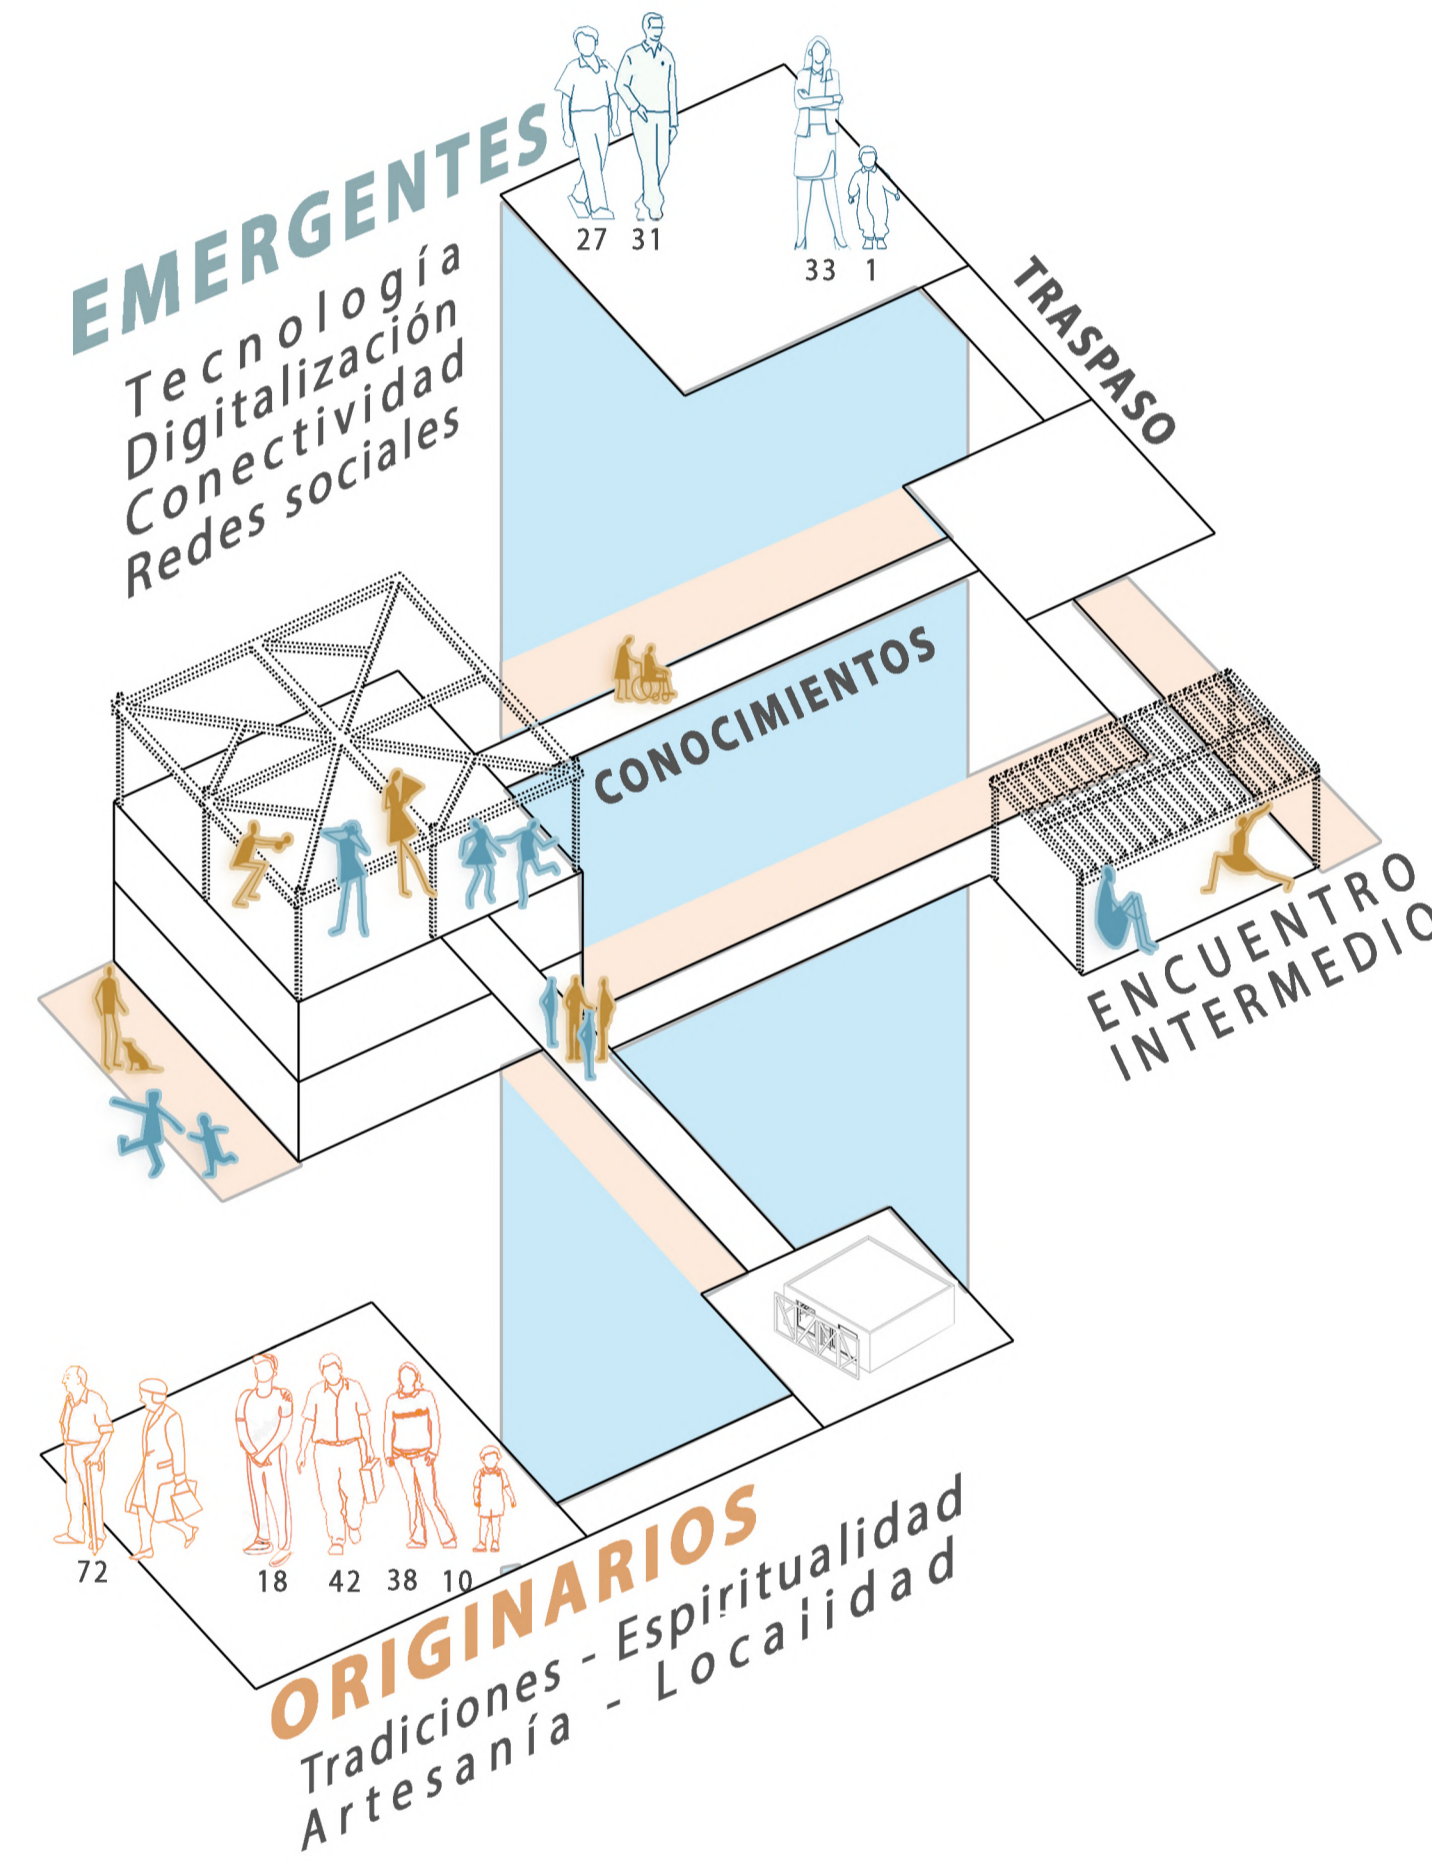 EMERGENTES
Tecnología
Digitalización
Conectividad
Redes sociales
27 31
33 1
TRASPASO
CONOCIMIENTOS
ENCUENTRO
INTERMEDIO
72 18 42 38 10
ORIGINARIOS
Tradiciones - Espiritualidad
Artesanía - Localidad